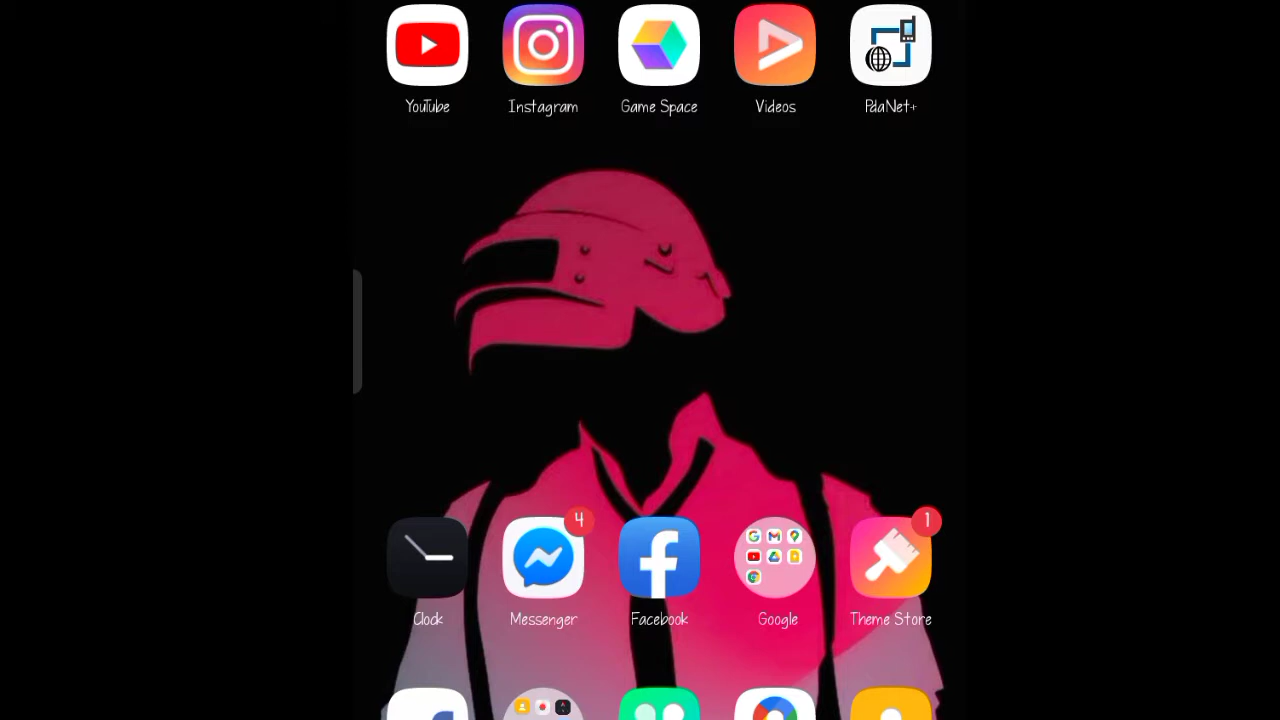 YouTube
Instagram
Game Space
Videos
PdaNet+
4
1
Clock
Messenger
Facebook
Google
Theme Store